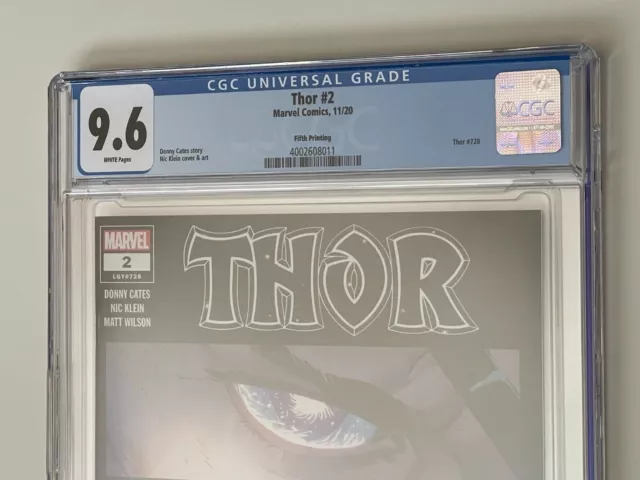 CGC UNIVERSAL GRADE
9.6
WHITE Pages
Thor #2
Marvel Comics, 11/20
Fifth Printing
Donny Cates story
Nic Klein cover & art
4002608011
Thor #728
CGC
MARVEL
2
LGY#728
DONNY CATES
NIC KLEIN
MATT WILSON
THOR